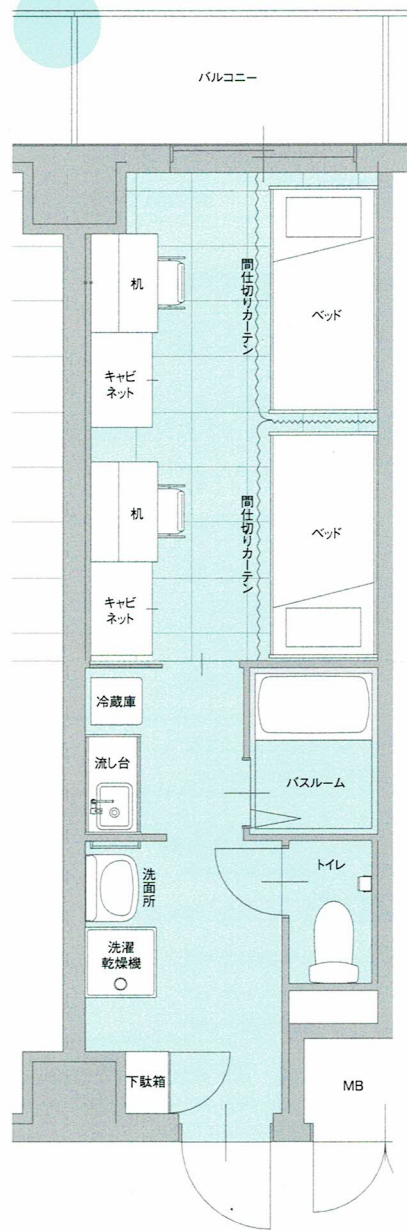 バルコニー
机
間仕切りカーテン
ベッド
キャビ
ネット
机
間仕切りカーテン
ベッド
キャビ
ネット
冷蔵庫
流し台
バスルーム
洗面所
トイレ
洗濯
乾燥機
下駄箱
MB